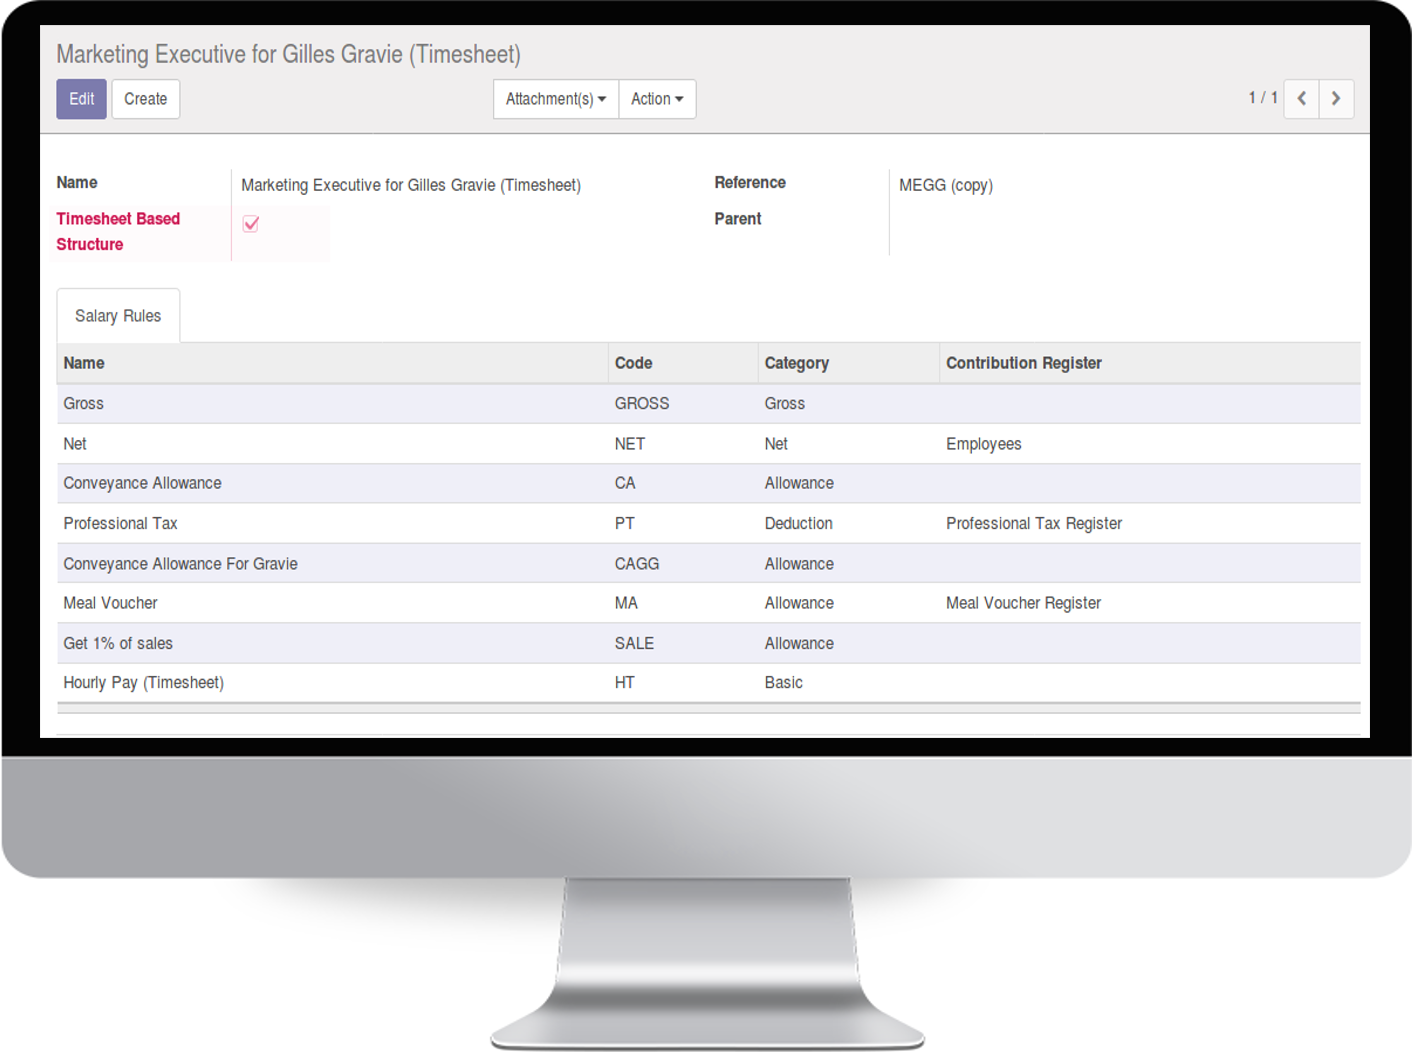 Marketing Executive for Gilles Gravie (Timesheet)
Edit Create Attachment(s) Action 1 / 1
Name Marketing Executive for Gilles Gravie (Timesheet) Reference MEGG (copy)
Timesheet Based Parent
Structure
Salary Rules
Name Code Category Contribution Register
Gross GROSS Gross
Net NET Net Employees
Conveyance Allowance CA Allowance
Professional Tax PT Deduction Professional Tax Register
Conveyance Allowance For Gravie CAGG Allowance
Meal Voucher MA Allowance Meal Voucher Register
Get 1% of sales SALE Allowance
Hourly Pay (Timesheet) HT Basic